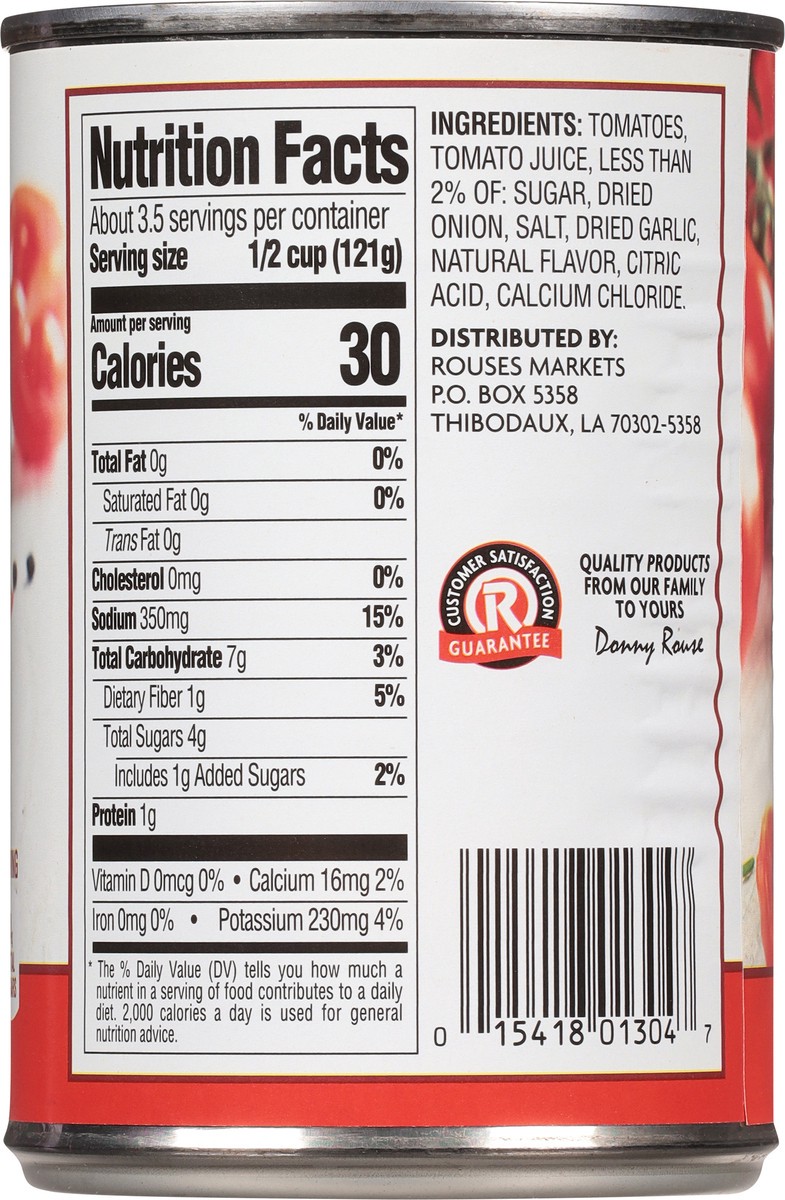 Nutrition Facts
About 3.5 servings per container
Serving size 1/2 cup (121g)
Amount per serving
Calories 30
% Daily Value*
Total Fat 0g 0%
Saturated Fat 0g 0%
Trans Fat 0g
Cholesterol 0mg 0%
Sodium 350mg 15%
Total Carbohydrate 7g 3%
Dietary Fiber 1g 5%
Total Sugars 4g
Includes 1g Added Sugars 2%
Protein 1g
Vitamin D 0mcg 0% • Calcium 16mg 2%
Iron 0mg 0% • Potassium 230mg 4%
* The % Daily Value (DV) tells you how much a
nutrient in a serving of food contributes to a daily
diet. 2,000 calories a day is used for general
nutrition advice.
INGREDIENTS: TOMATOES,
TOMATO JUICE, LESS THAN
2% OF: SUGAR, DRIED
ONION, SALT, DRIED GARLIC,
NATURAL FLAVOR, CITRIC
ACID, CALCIUM CHLORIDE.
DISTRIBUTED BY:
ROUSES MARKETS
P.O. BOX 5358
THIBODAUX, LA 70302-5358
CUSTOMER SATISFACTION
R
GUARANTEE
QUALITY PRODUCTS
FROM OUR FAMILY
TO YOURS
Donny Rouse
0 15418 01304 7